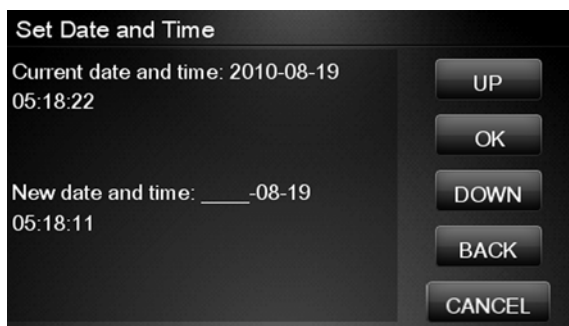 Set Date and Time
Current date and time: 2010-08-19
05:18:22
New date and time: ____-08-19
05:18:11
UP
OK
DOWN
BACK
CANCEL